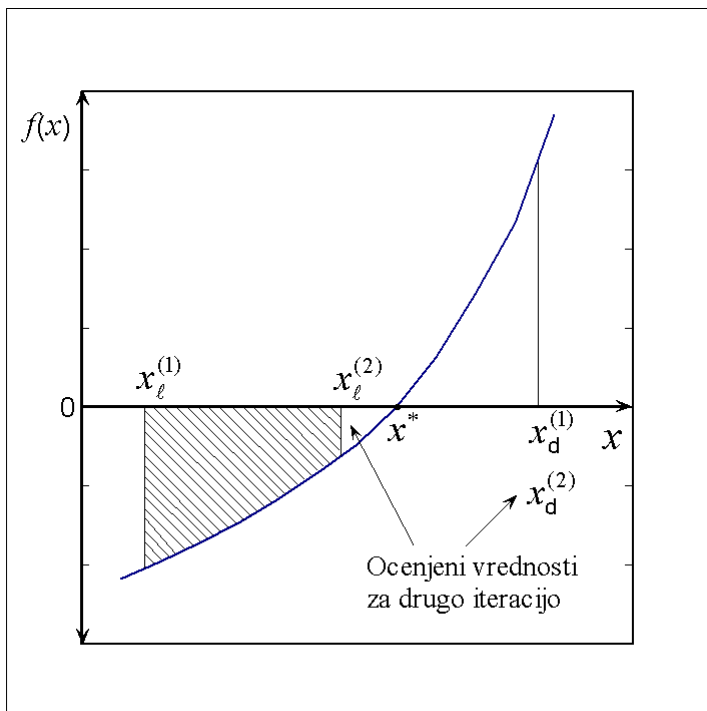 f(x)
x_ℓ^(1) x_ℓ^(2)
0
x* x_d^(1) x
x_d^(2)
Ocenjeni vrednosti
za drugo iteracijo